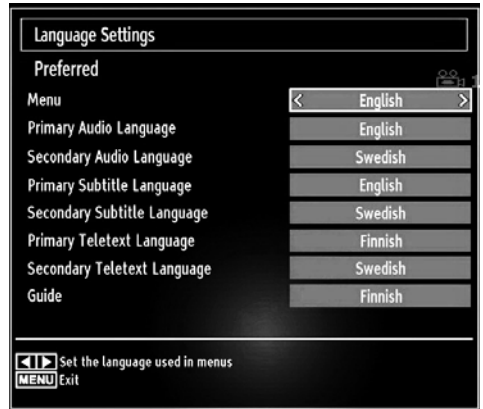 Language Settings
Preferred
1
Menu < English >
Primary Audio Language English
Secondary Audio Language Swedish
Primary Subtitle Language English
Secondary Subtitle Language Swedish
Primary Teletext Language Finnish
Secondary Teletext Language Swedish
Guide Finnish
Set the language used in menus
MENU Exit